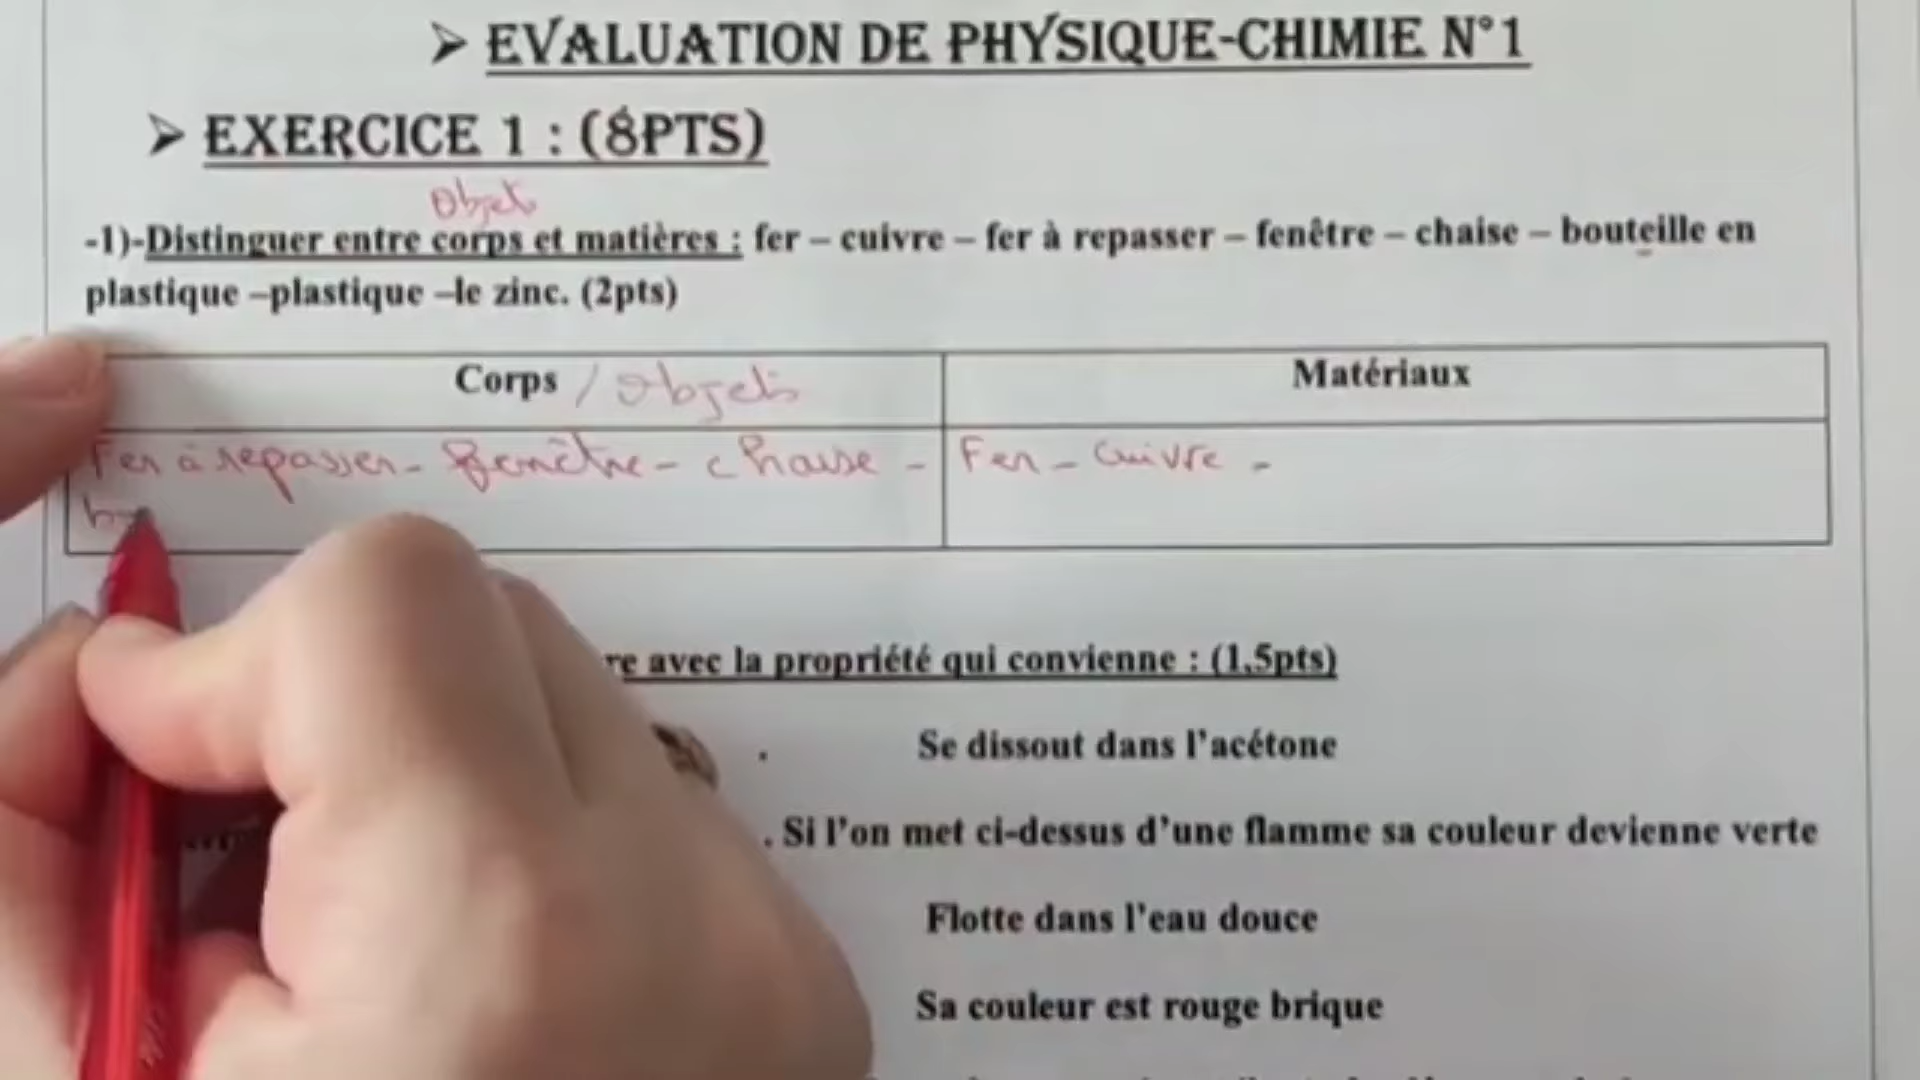 ➢ EVALUATION DE PHYSIQUE-CHIMIE N°1
➢ EXERCICE 1 : (8PTS)
Objets
-1)-Distinguer entre corps et matières : fer – cuivre – fer à repasser – fenêtre – chaise – bouteille en
plastique –plastique –le zinc. (2pts)
Corps / Objets
Matériaux
Fer à repasser - fenêtre - chaise -
Fer - Cuivre -
re avec la propriété qui convienne : (1,5pts)
. Se dissout dans l'acétone
. Si l'on met ci-dessus d'une flamme sa couleur devienne verte
Flotte dans l'eau douce
Sa couleur est rouge brique